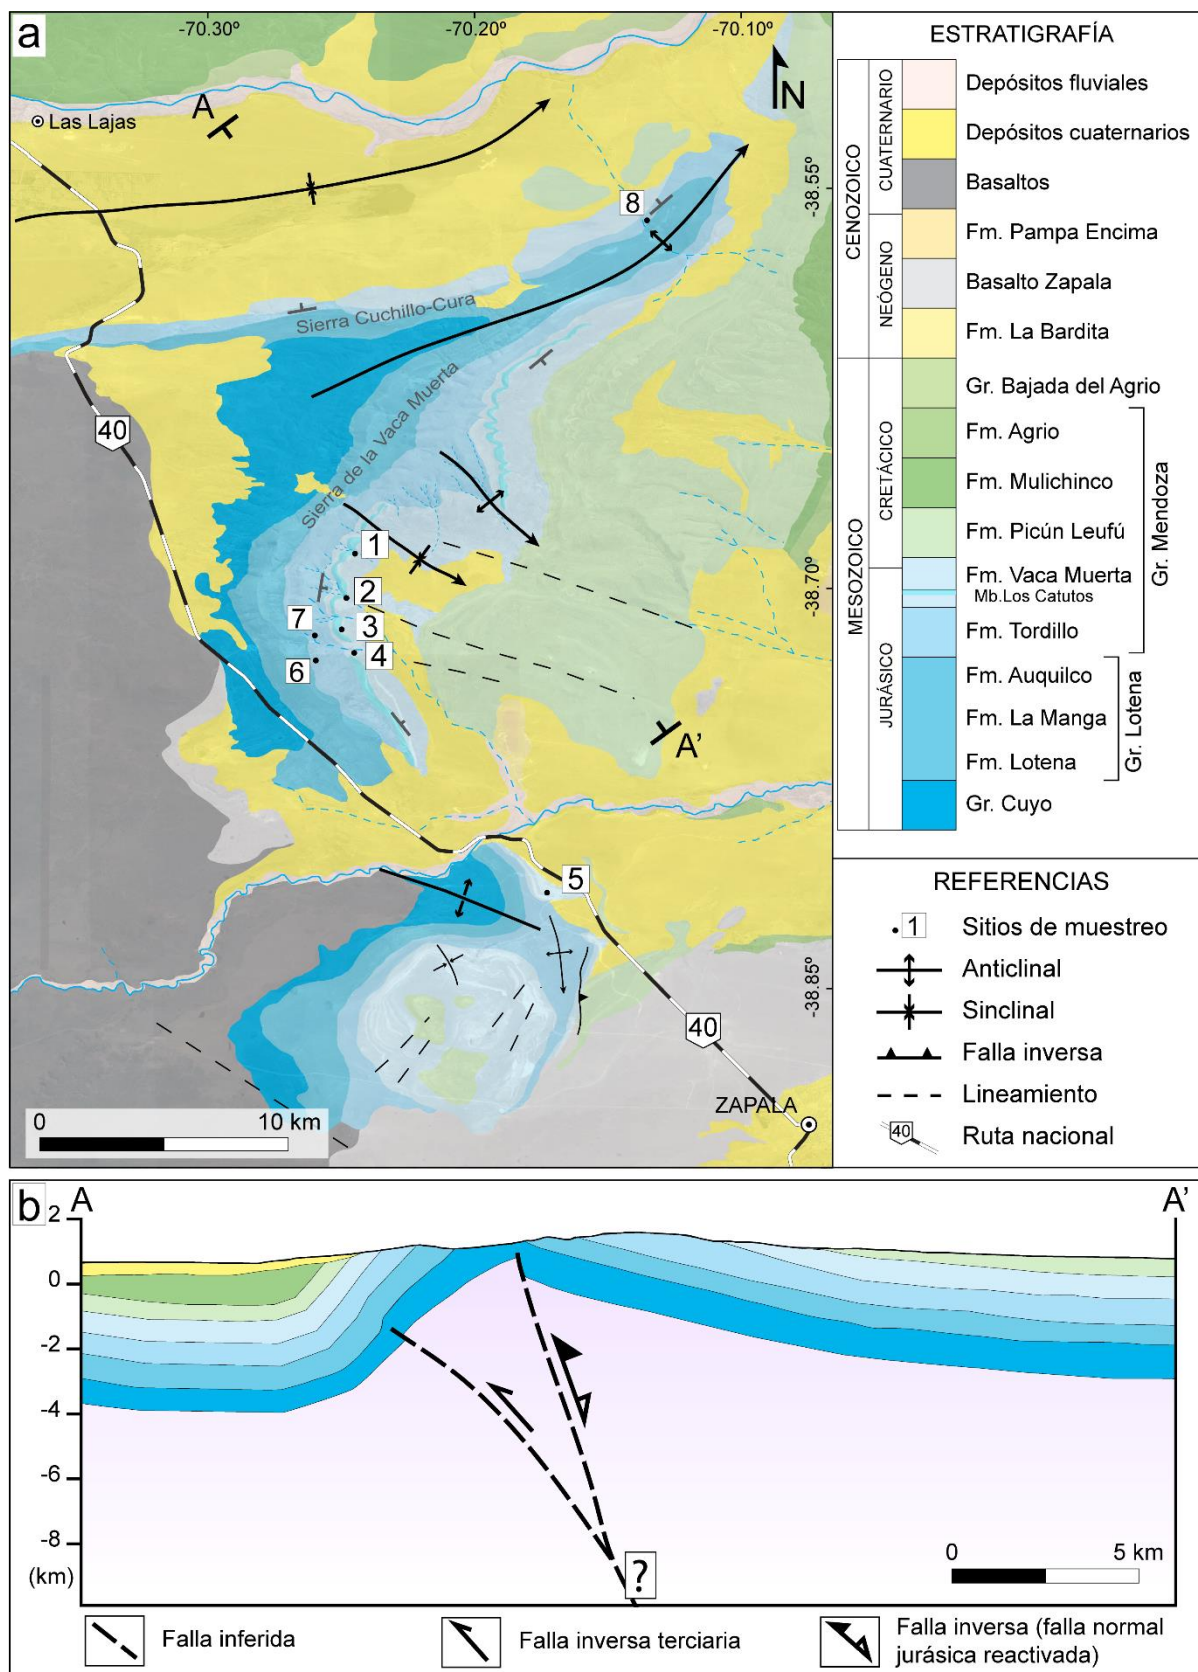 a
-70.30º
-70.20º
-70.10º
N
A
Las Lajas
-38.55º
8
Sierra Cuchillo-Cura
Sierra de la Vaca Muerta
40
1
2
-38.70º
3
7
4
6
A'
5
-38.85º
40
ZAPALA
0
10 km
ESTRATIGRAFÍA
CENOZOICO
CUATERNARIO
Depósitos fluviales
Depósitos cuaternarios
Basaltos
NEÓGENO
Fm. Pampa Encima
Basalto Zapala
Fm. La Bardita
MESOZOICO
CRETÁCICO
Gr. Bajada del Agrio
Fm. Agrio
Fm. Mulichinco
Fm. Picún Leufú
Gr. Mendoza
JURÁSICO
Fm. Vaca Muerta
Mb.Los Catutos
Fm. Tordillo
Fm. Auquilco
Fm. La Manga
Fm. Lotena
Gr. Lotena
Gr. Cuyo
REFERENCIAS
1 Sitios de muestreo
Anticlinal
Sinclinal
Falla inversa
Lineamiento
40 Ruta nacional
b
A
A'
2
0
-2
-4
-6
-8
(km)
?
0
5 km
Falla inferida
Falla inversa terciaria
Falla inversa (falla normal
jurásica reactivada)